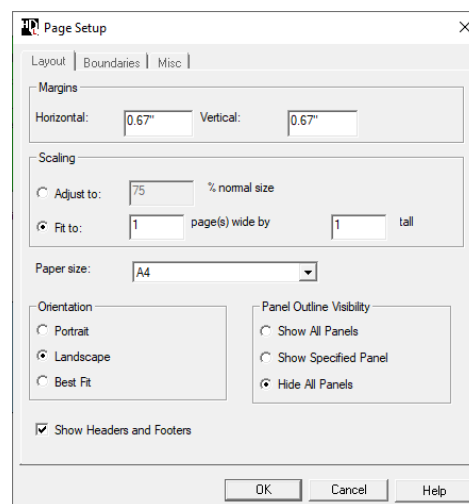 HDL Page Setup
Layout Boundaries Misc
Margins
Horizontal: 0.67" Vertical: 0.67"
Scaling
Adjust to: 75 % normal size
Fit to: 1 page(s) wide by 1 tall
Paper size: A4
Orientation
Portrait
Landscape
Best Fit
Panel Outline Visibility
Show All Panels
Show Specified Panel
Hide All Panels
Show Headers and Footers
OK Cancel Help